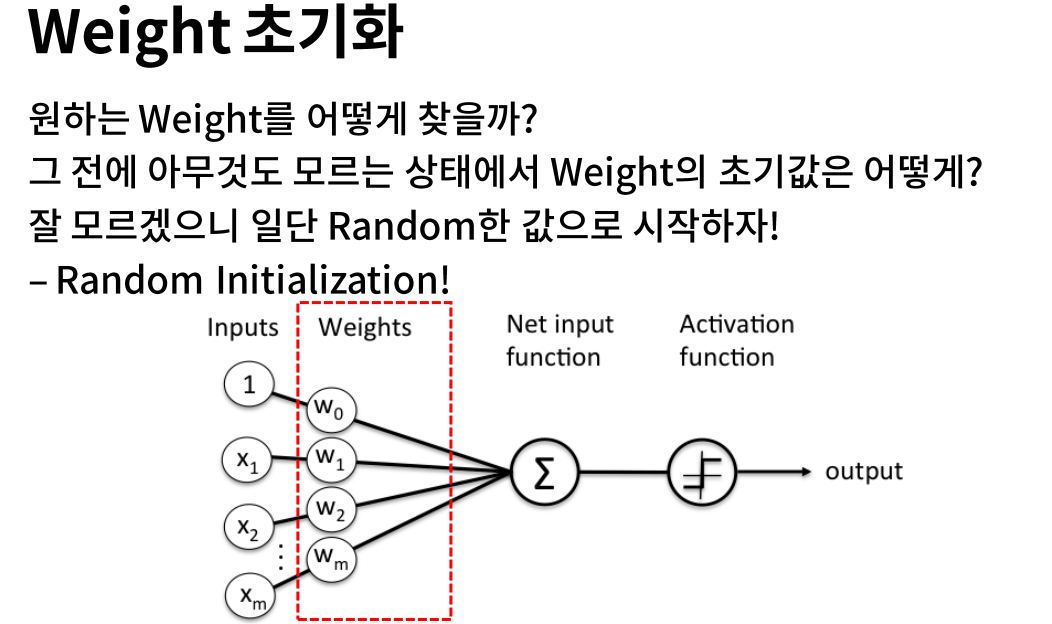 Weight 초기화
원하는 Weight를 어떻게 찾을까?
그 전에 아무것도 모르는 상태에서 Weight의 초기값은 어떻게?
잘 모르겠으니 일단 Random한 값으로 시작하자!
– Random Initialization!
Inputs
Weights
Net input
function
Activation
function
1
w0
x1
w1
x2
w2
⋮
xm
wm
Σ
output